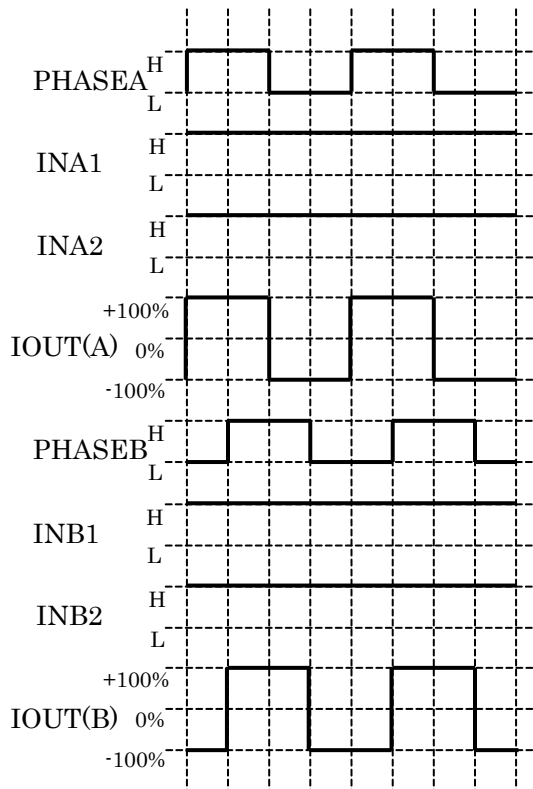 H
PHASEA
L
H
INA1
L
H
INA2
L
+100%
IOUT(A) 0%
-100%
H
PHASEB
L
H
INB1
L
H
INB2
L
+100%
IOUT(B) 0%
-100%